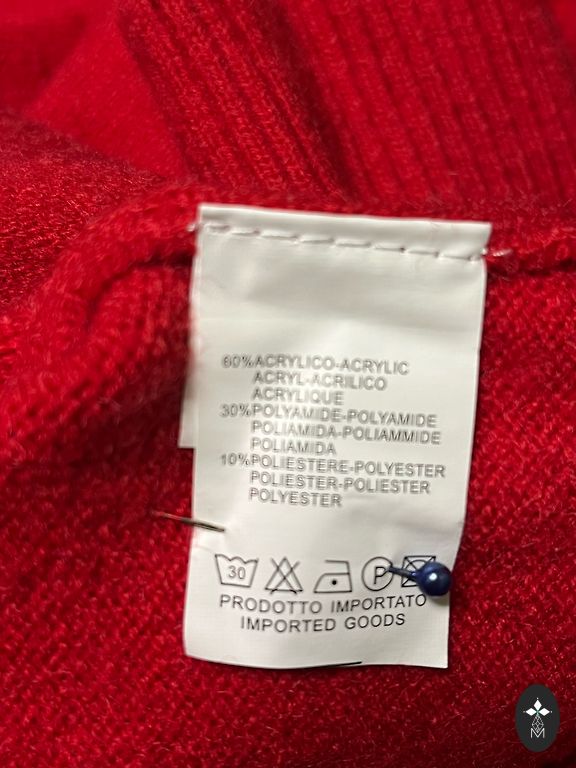 60%ACRYLICO-ACRYLIC
ACRYL-ACRILICO
ACRYLIQUE
30%POLYAMIDE-POLYAMIDE
POLIAMIDA-POLIAMMIDE
POLIAMIDA
10%POLIESTERE-POLYESTER
POLIESTER-POLIESTER
POLYESTER
30 P
PRODOTTO IMPORTATO
IMPORTED GOODS
M